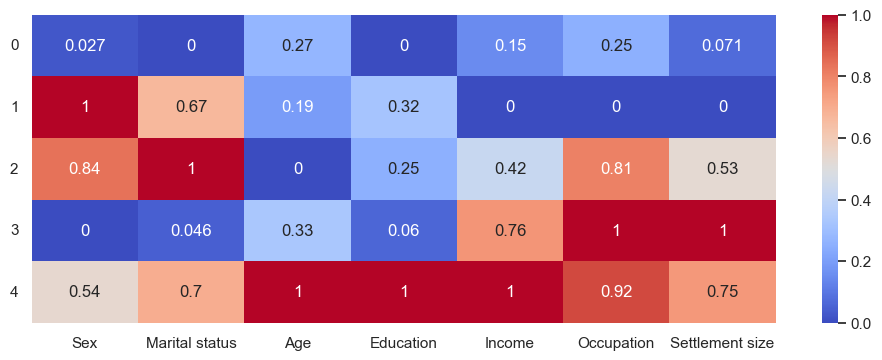 0 0.027 0 0.27 0 0.15 0.25 0.071
1 1 0.67 0.19 0.32 0 0 0
2 0.84 1 0 0.25 0.42 0.81 0.53
3 0 0.046 0.33 0.06 0.76 1 1
4 0.54 0.7 1 1 1 0.92 0.75
Sex Marital status Age Education Income Occupation Settlement size
1.0
0.8
0.6
0.4
0.2
0.0